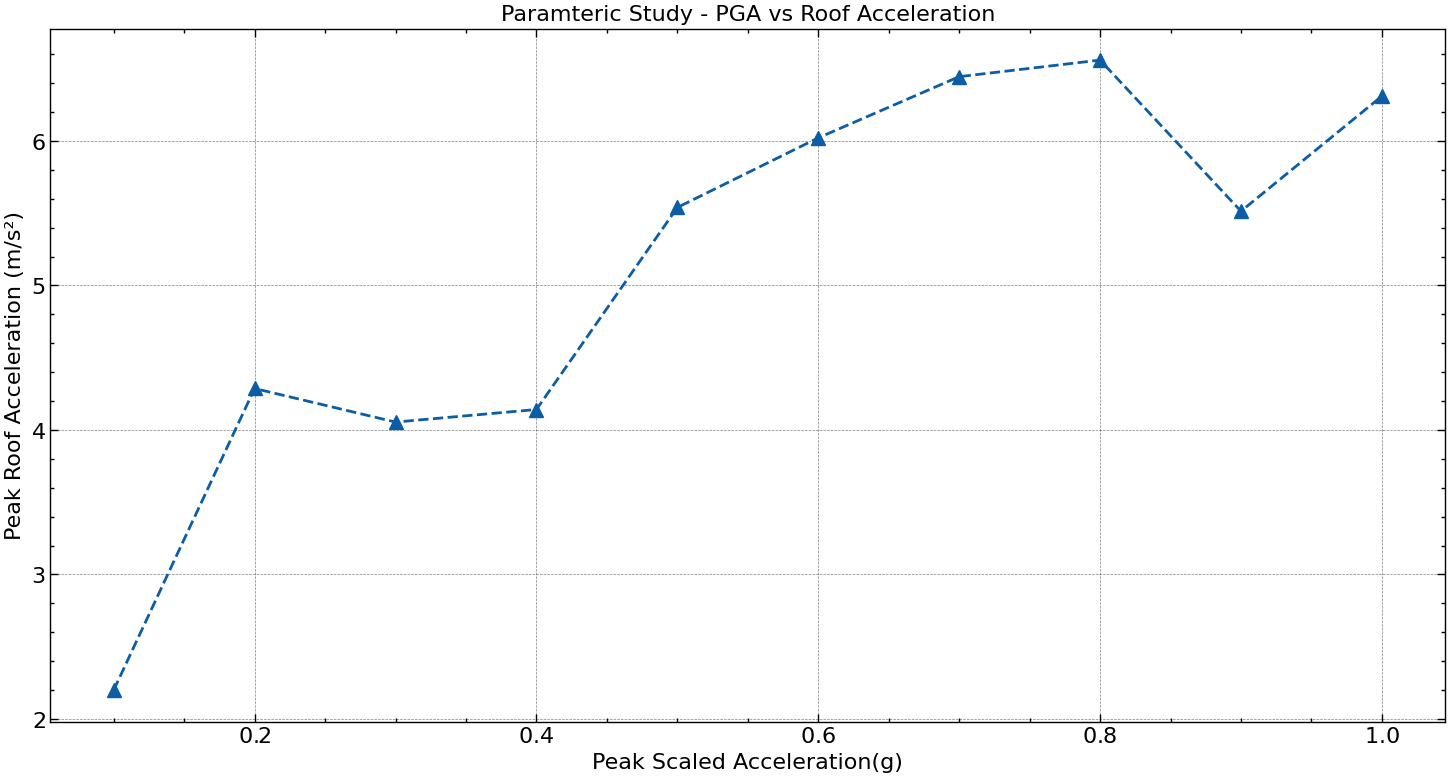 Paramteric Study - PGA vs Roof Acceleration
Peak Roof Acceleration (m/s²)
6
5
4
3
2
0.2 0.4 0.6 0.8 1.0
Peak Scaled Acceleration(g)